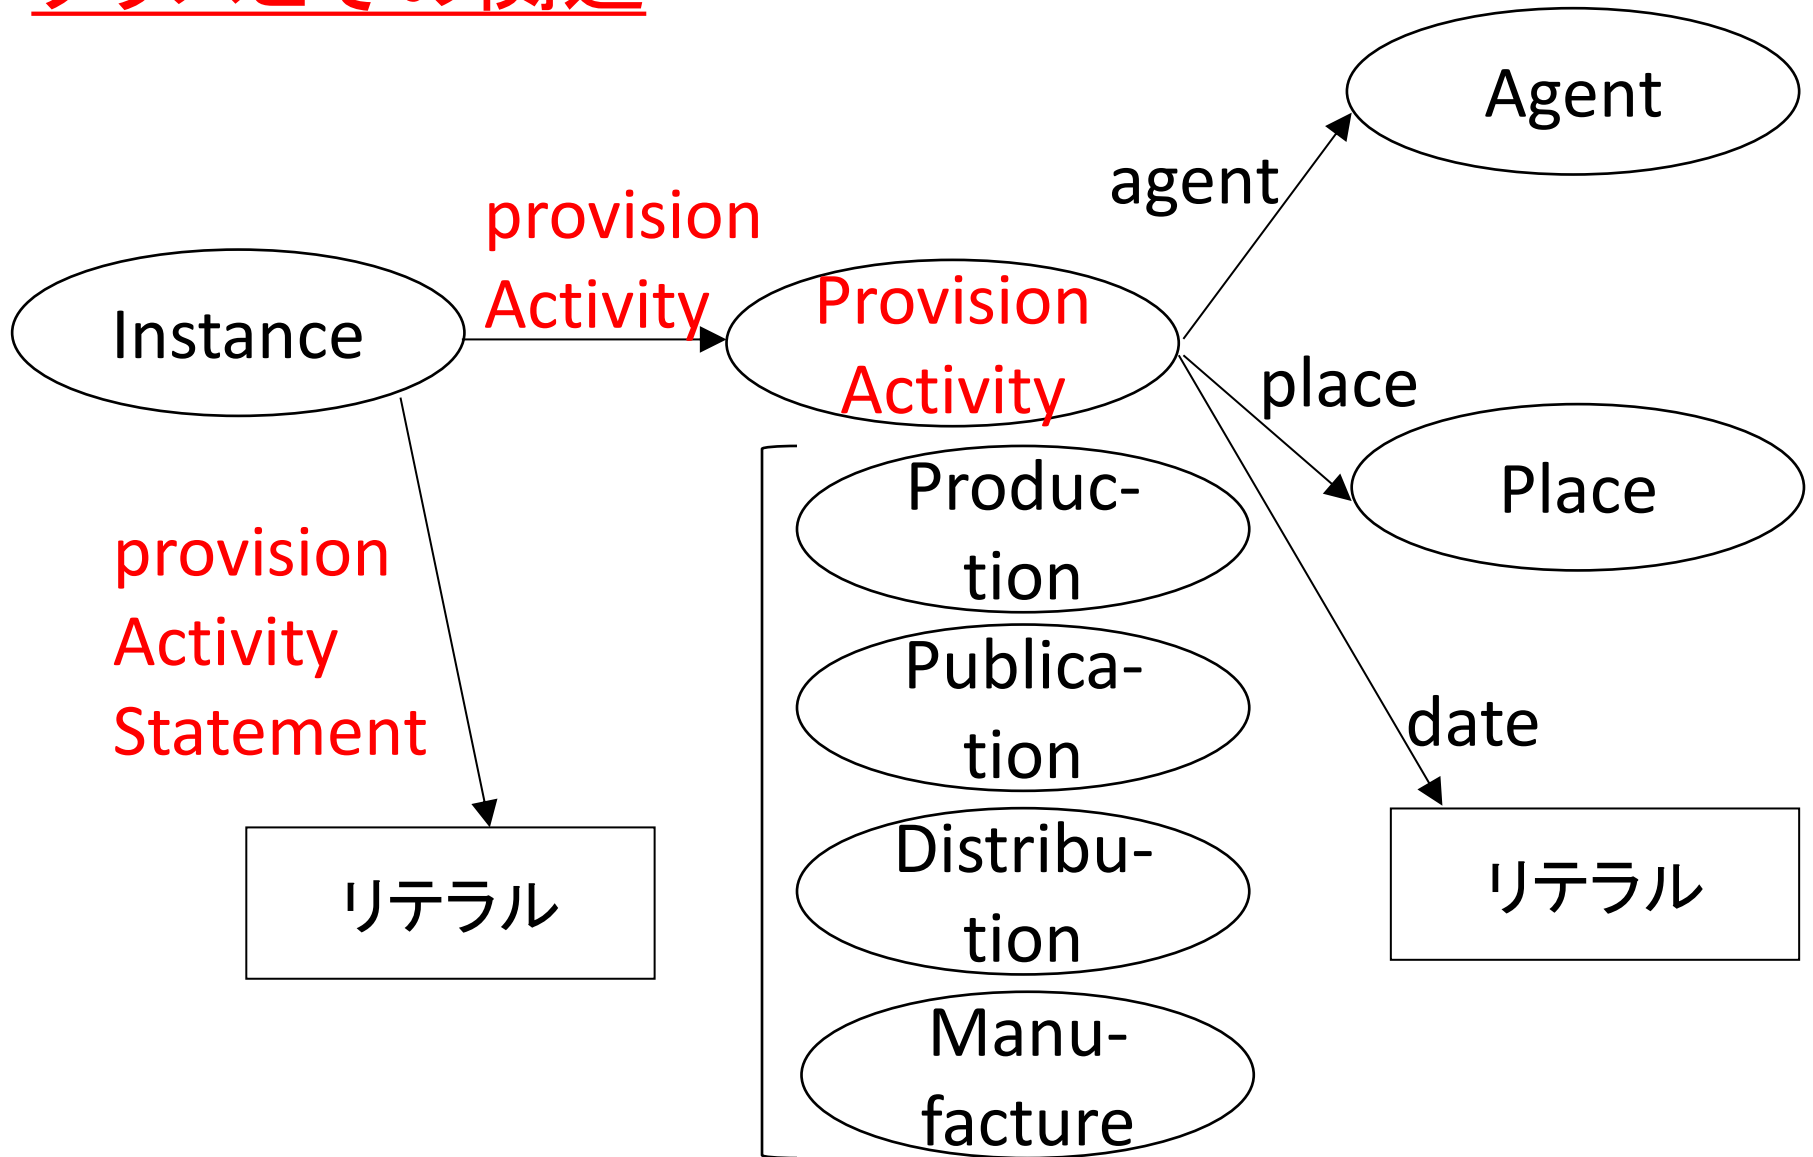 Agent
agent
provision
Activity
Instance
Provision
Activity
place
Place
Produc-
tion
provision
Activity
Statement
Publica-
tion
date
Distribu-
tion
リテラル
リテラル
Manu-
facture